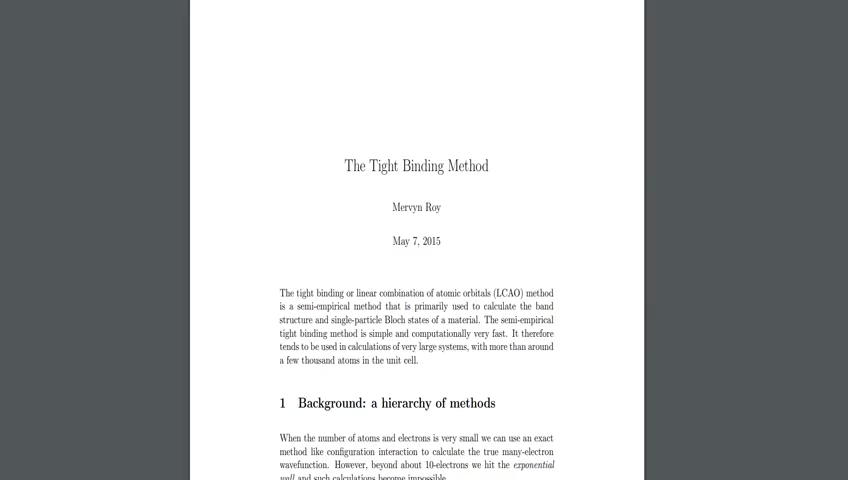 The Tight Binding Method
Mervyn Roy
May 7, 2015
The tight binding or linear combination of atomic orbitals (LCAO) method
is a semi-empirical method that is primarily used to calculate the band
structure and single-particle Bloch states of a material. The semi-empirical
tight binding method is simple and computationally very fast. It therefore
tends to be used in calculations of very large systems, with more than around
a few thousand atoms in the unit cell.
1 Background: a hierarchy of methods
When the number of atoms and electrons is very small we can use an exact
method like configuration interaction to calculate the true many-electron
wavefunction. However, beyond about 10-electrons we hit the exponential
wall and such calculations become impossible.